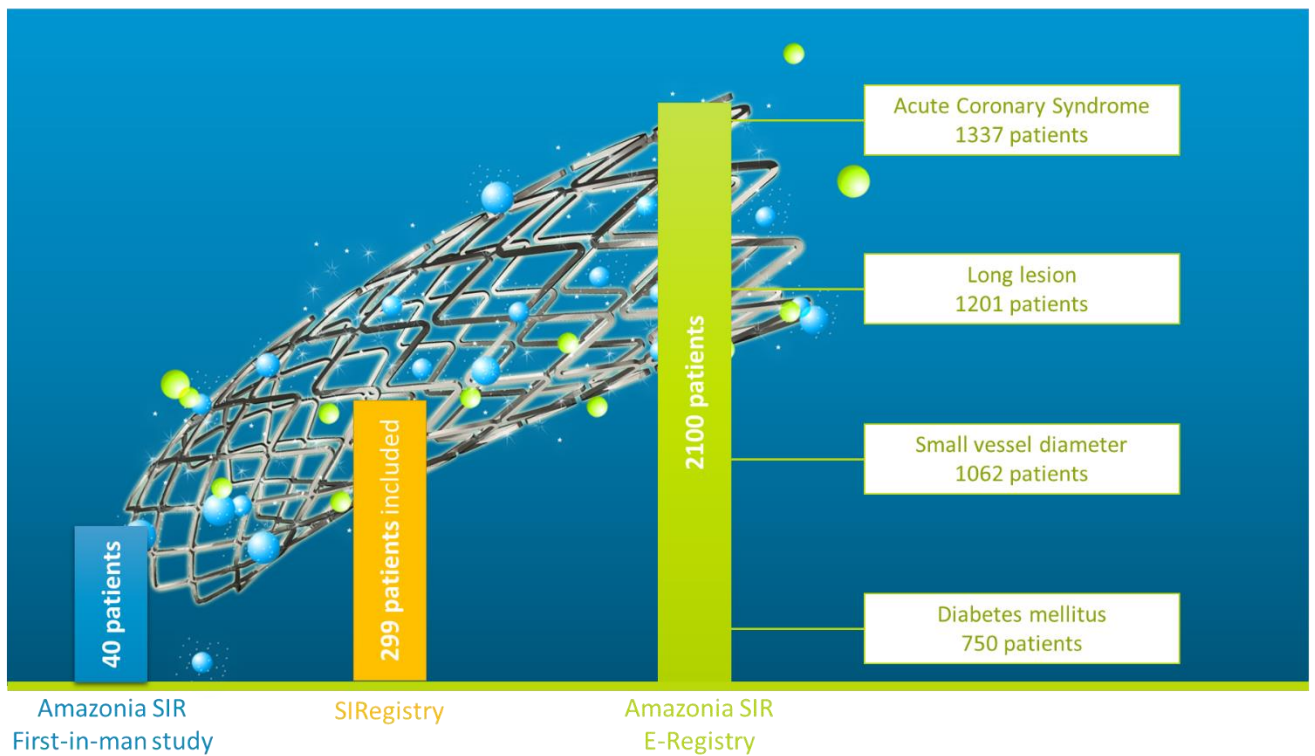 Acute Coronary Syndrome
1337 patients
Long lesion
1201 patients
Small vessel diameter
1062 patients
Diabetes mellitus
750 patients
40 patients
299 patients included
2100 patients
Amazonia SIR
First-in-man study
SIRegistry
Amazonia SIR
E-Registry